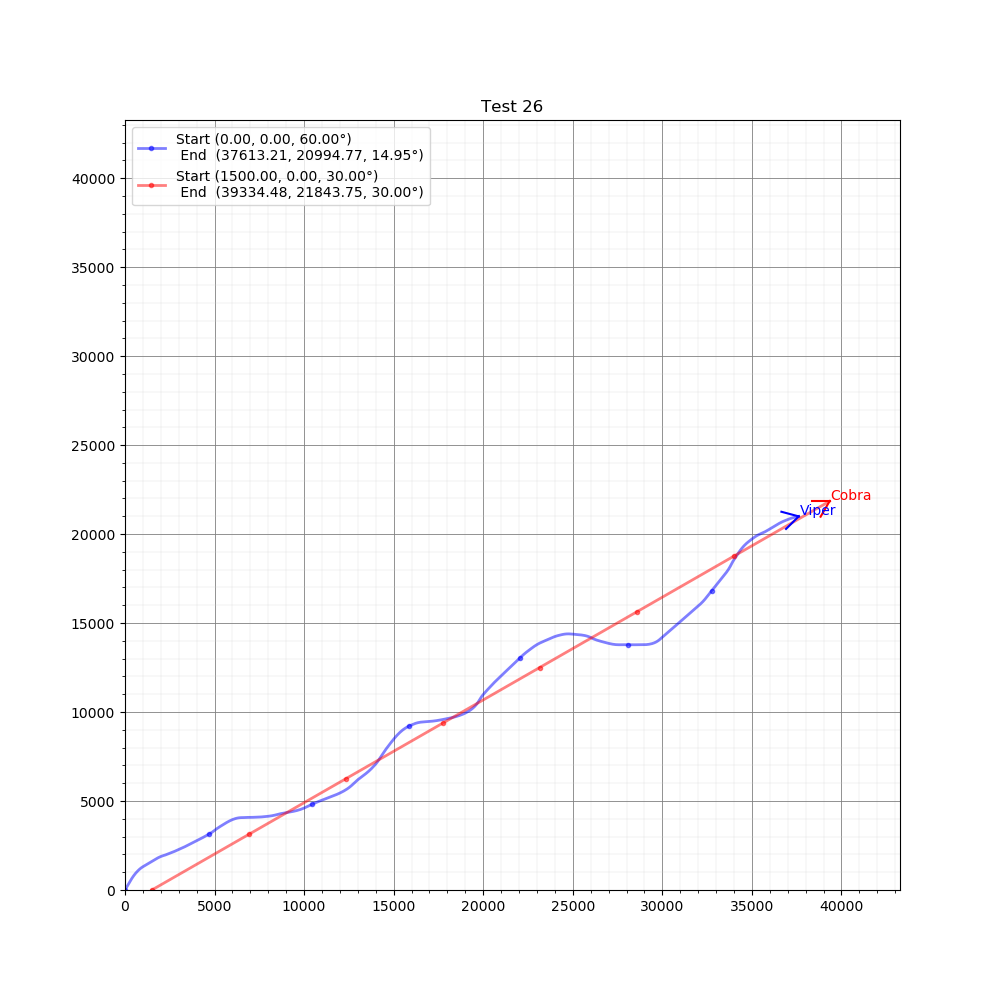 Test 26
Start (0.00, 0.00, 60.00°)
End (37613.21, 20994.77, 14.95°)
Start (1500.00, 0.00, 30.00°)
End (39334.48, 21843.75, 30.00°)
40000
35000
30000
25000
20000
15000
10000
5000
0
Cobra
Viper
0 5000 10000 15000 20000 25000 30000 35000 40000